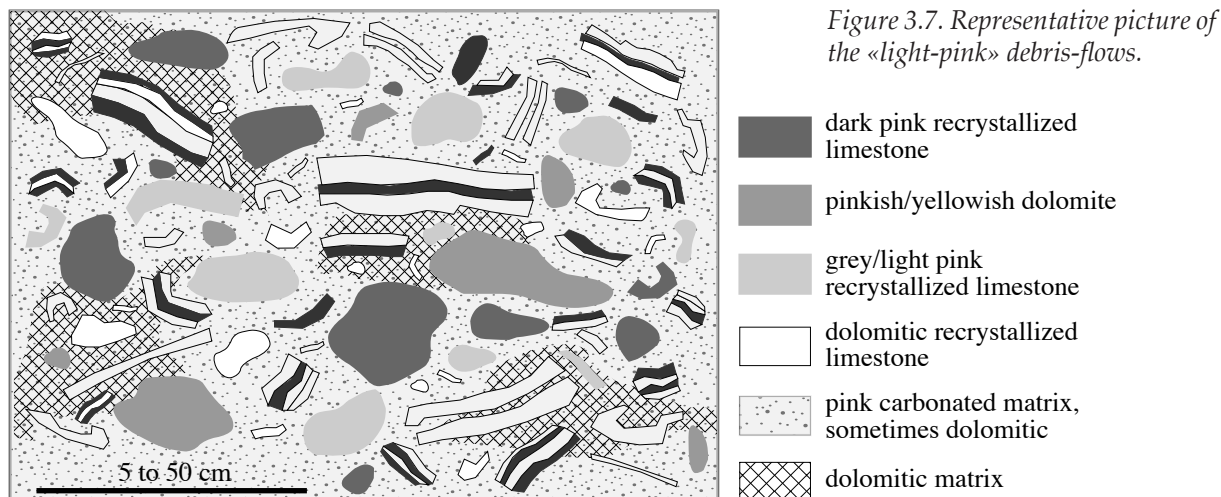 Figure 3.7. Representative picture of
the «light-pink» debris-flows.
dark pink recrystallized
limestone
pinkish/yellowish dolomite
grey/light pink
recrystallized limestone
dolomitic recrystallized
limestone
pink carbonated matrix,
sometimes dolomitic
dolomitic matrix
5 to 50 cm